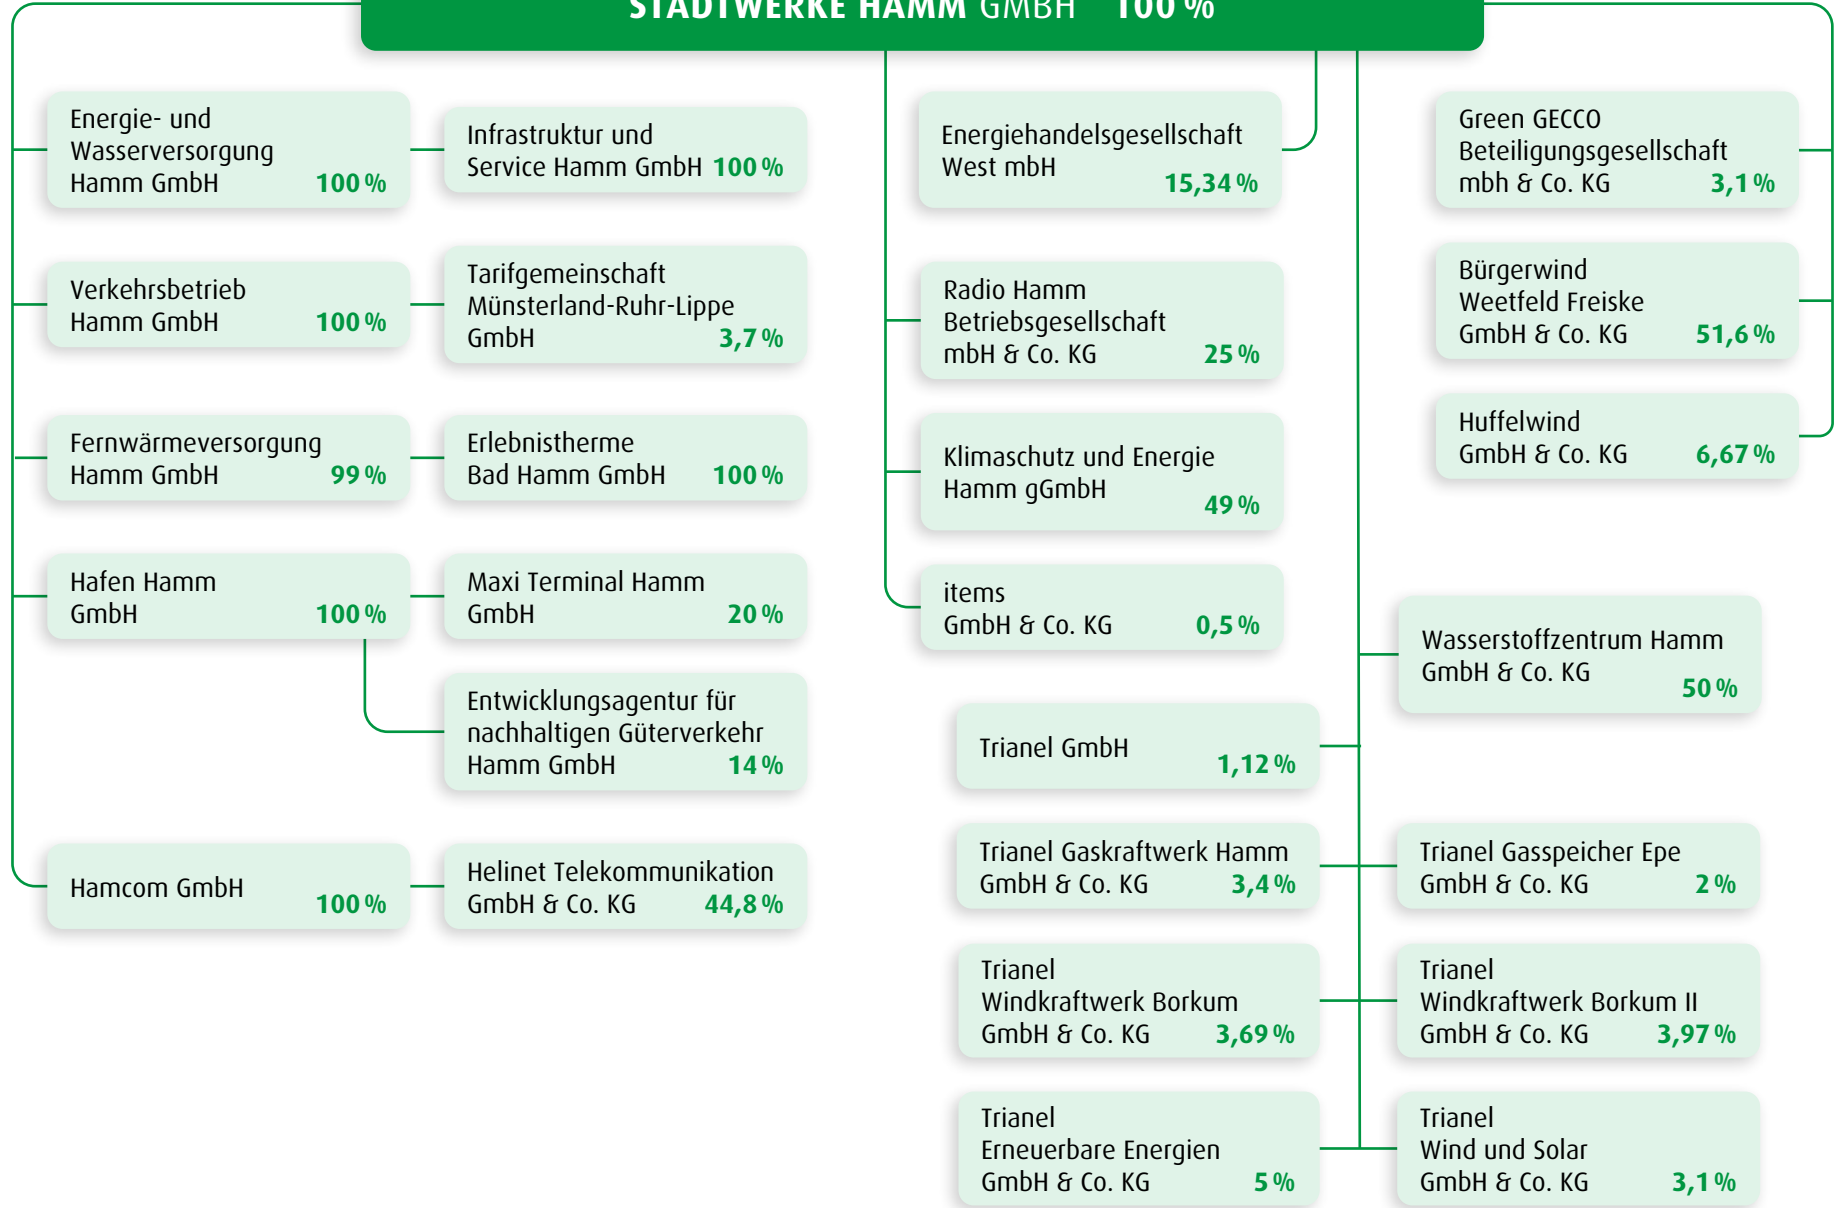 STADTWERKE HAMM GMBH 100 %
Energie- und
Wasserversorgung
Hamm GmbH 100 %
Infrastruktur und
Service Hamm GmbH 100 %
Verkehrsbetrieb
Hamm GmbH 100 %
Tarifgemeinschaft
Münsterland-Ruhr-Lippe
GmbH 3,7 %
Fernwärmeversorgung
Hamm GmbH 99 %
Erlebnistherme
Bad Hamm GmbH 100 %
Hafen Hamm
GmbH 100 %
Maxi Terminal Hamm
GmbH 20 %
Entwicklungsagentur für
nachhaltigen Güterverkehr
Hamm GmbH 14 %
Hamcom GmbH
100 %
Helinet Telekommunikation
GmbH & Co. KG 44,8 %
Energiehandelsgesellschaft
West mbH
15,34 %
Radio Hamm
Betriebsgesellschaft
mbH & Co. KG 25 %
Klimaschutz und Energie
Hamm gGmbH
49 %
items
GmbH & Co. KG 0,5 %
Green GECCO
Beteiligungsgesellschaft
mbh & Co. KG 3,1 %
Bürgerwind
Weetfeld Freiske
GmbH & Co. KG 51,6 %
Huffelwind
GmbH & Co. KG 6,67 %
Wasserstoffzentrum Hamm
GmbH & Co. KG
50 %
Trianel GmbH
1,12 %
Trianel Gaskraftwerk Hamm
GmbH & Co. KG 3,4 %
Trianel Gasspeicher Epe
GmbH & Co. KG 2 %
Trianel
Windkraftwerk Borkum
GmbH & Co. KG 3,69 %
Trianel
Windkraftwerk Borkum II
GmbH & Co. KG 3,97 %
Trianel
Erneuerbare Energien
GmbH & Co. KG 5 %
Trianel
Wind und Solar
GmbH & Co. KG 3,1 %